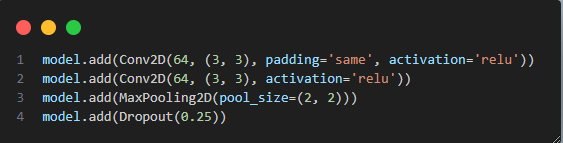 1 model.add(Conv2D(64, (3, 3), padding='same', activation='relu'))
2 model.add(Conv2D(64, (3, 3), activation='relu'))
3 model.add(MaxPooling2D(pool_size=(2, 2)))
4 model.add(Dropout(0.25))